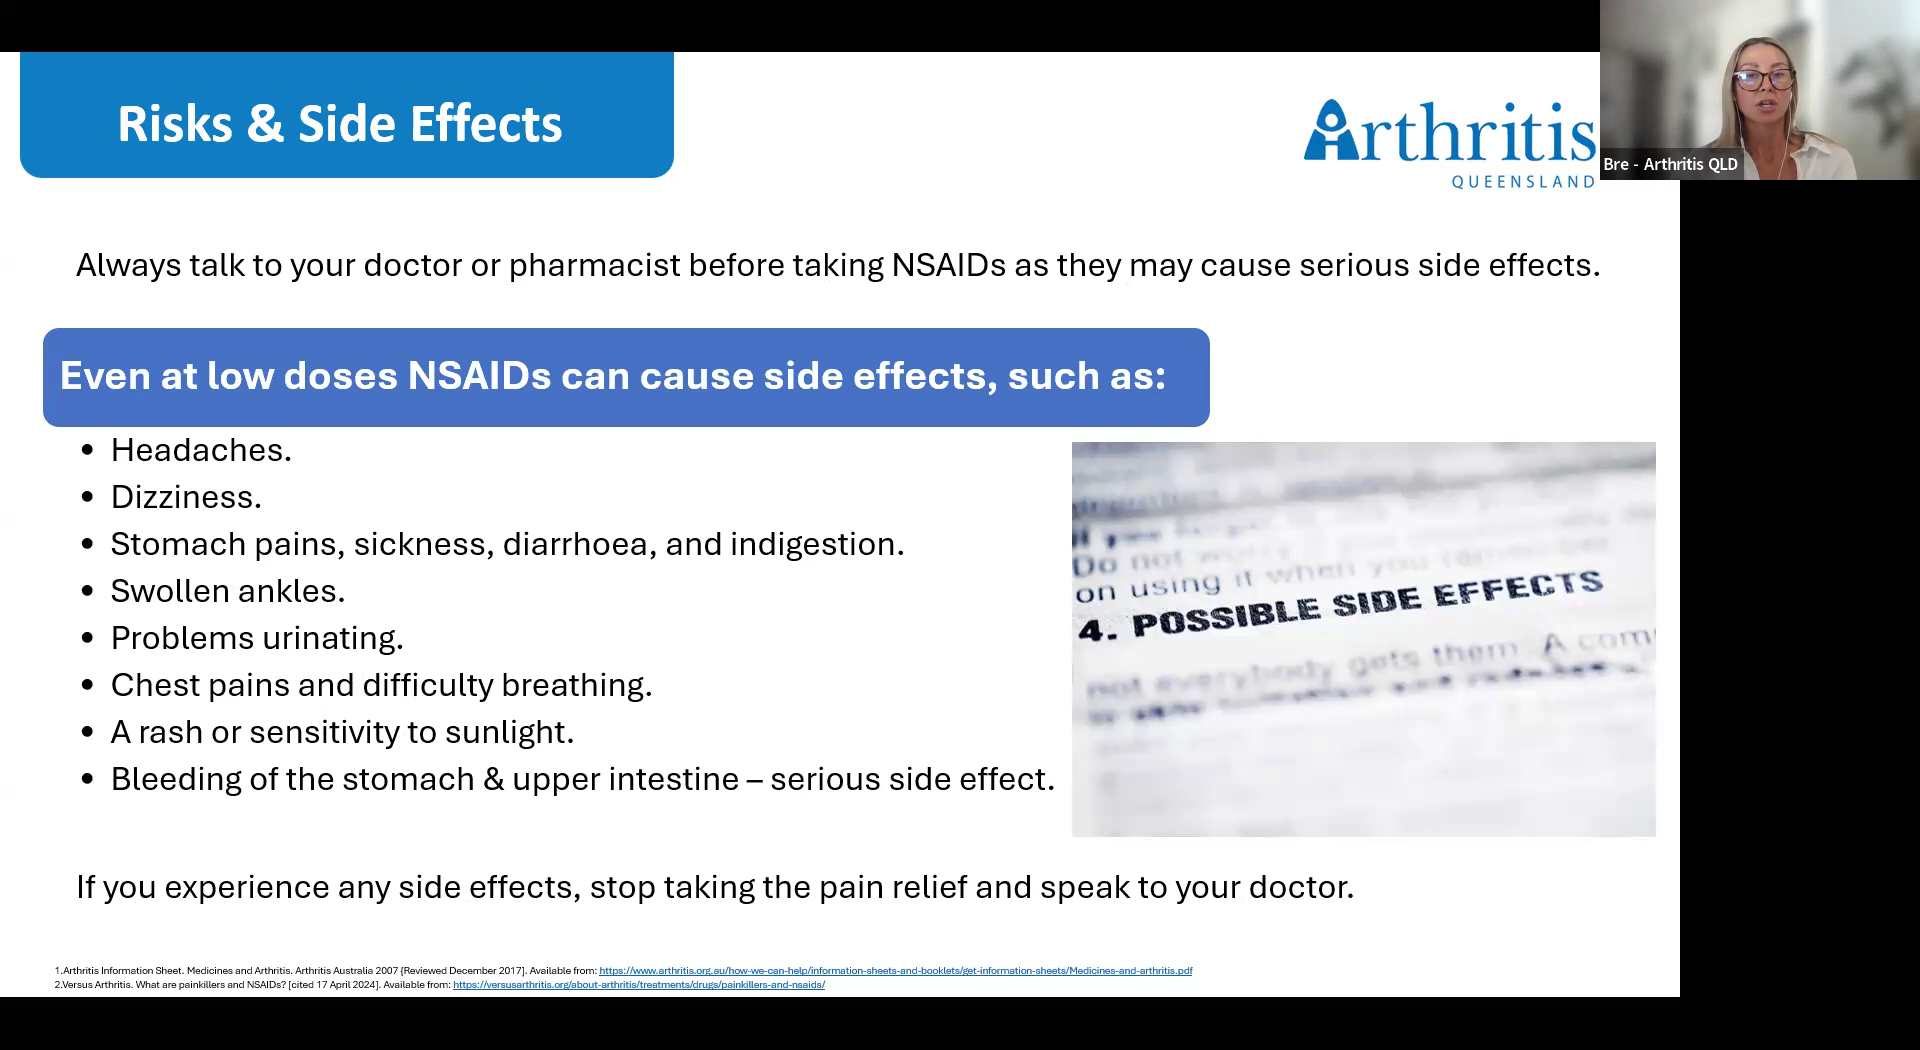 Risks & Side Effects
Arthritis
QUEENSLAND
Bre - Arthritis QLD
Always talk to your doctor or pharmacist before taking NSAIDs as they may cause serious side effects.
Even at low doses NSAIDs can cause side effects, such as:
• Headaches.
• Dizziness.
• Stomach pains, sickness, diarrhoea, and indigestion.
• Swollen ankles.
• Problems urinating.
• Chest pains and difficulty breathing.
• A rash or sensitivity to sunlight.
• Bleeding of the stomach & upper intestine – serious side effect.
If you
Do not worry if
on using it when you remember
4. POSSIBLE SIDE EFFECTS
not everybody gets them. A com
If you experience any side effects, stop taking the pain relief and speak to your doctor.
1.Arthritis Information Sheet. Medicines and Arthritis. Arthritis Australia 2007 {Reviewed December 2017]. Available from: https://www.arthritis.org.au/how-we-can-help/information-sheets-and-booklets/get-information-sheets/Medicines-and-arthritis.pdf
2.Versus Arthritis. What are painkillers and NSAIDs? [cited 17 April 2024]. Available from: https://versusarthritis.org/about-arthritis/treatments/drugs/painkillers-and-nsaids/